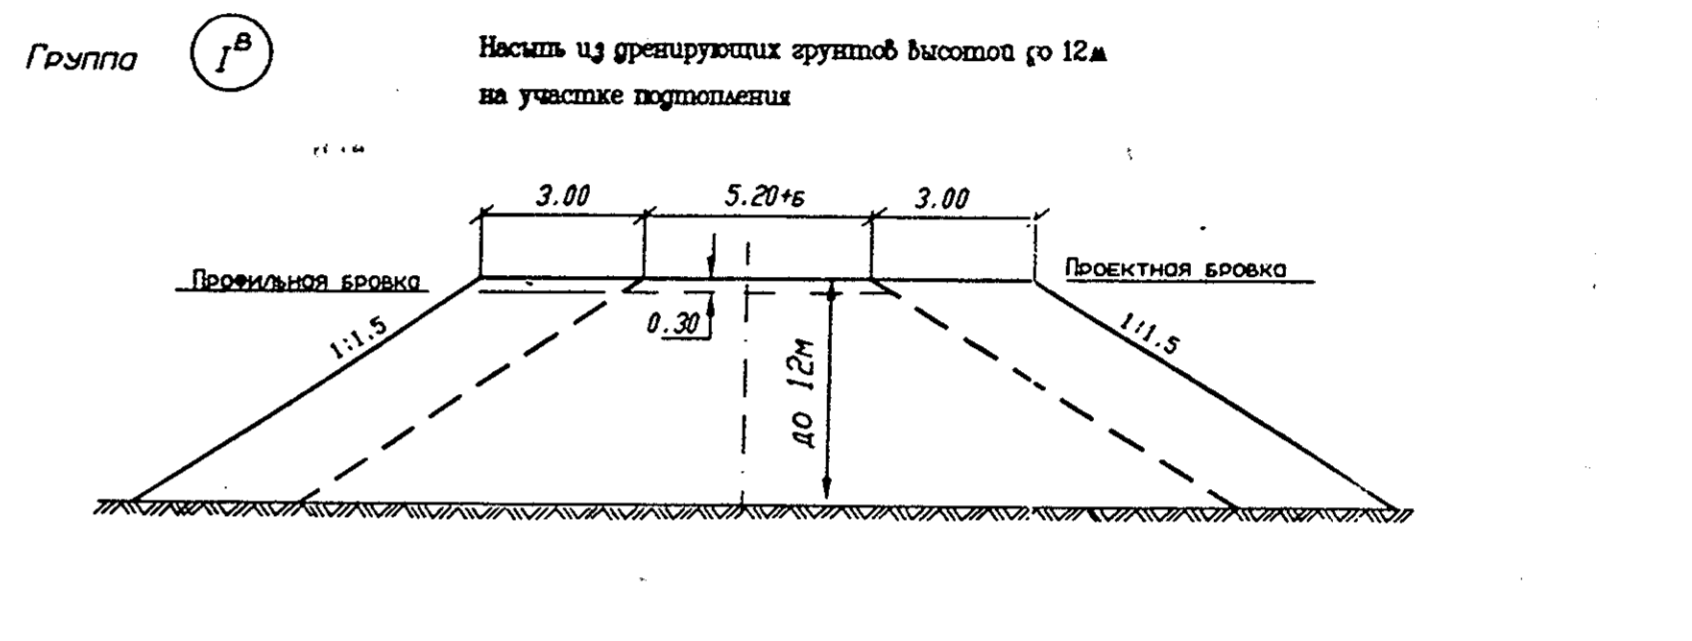 Группа I В
Насыпь из дренирующих грунтов высотой до 12м
на участке подтопления
3.00 5.20+Б 3.00
Профильная бровка
Проектная бровка
1:1.5
0.30
до 12м
1:1.5